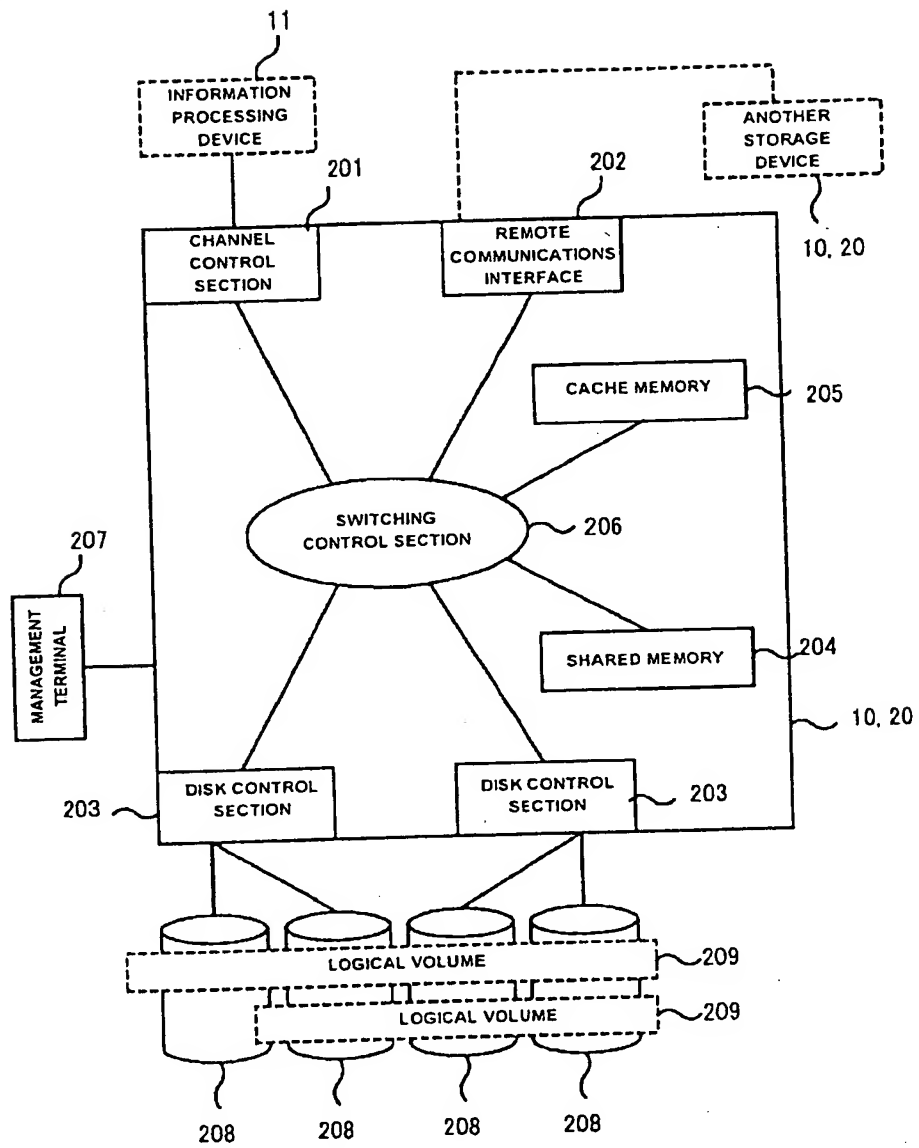 11
INFORMATION
PROCESSING
DEVICE
ANOTHER
STORAGE
DEVICE
10, 20
201
202
CHANNEL
CONTROL
SECTION
REMOTE
COMMUNICATIONS
INTERFACE
CACHE MEMORY
205
SWITCHING
CONTROL SECTION
206
207
MANAGEMENT
TERMINAL
SHARED MEMORY
204
10, 20
203
DISK CONTROL
SECTION
DISK CONTROL
SECTION
203
LOGICAL VOLUME
209
LOGICAL VOLUME
209
208
208
208
208